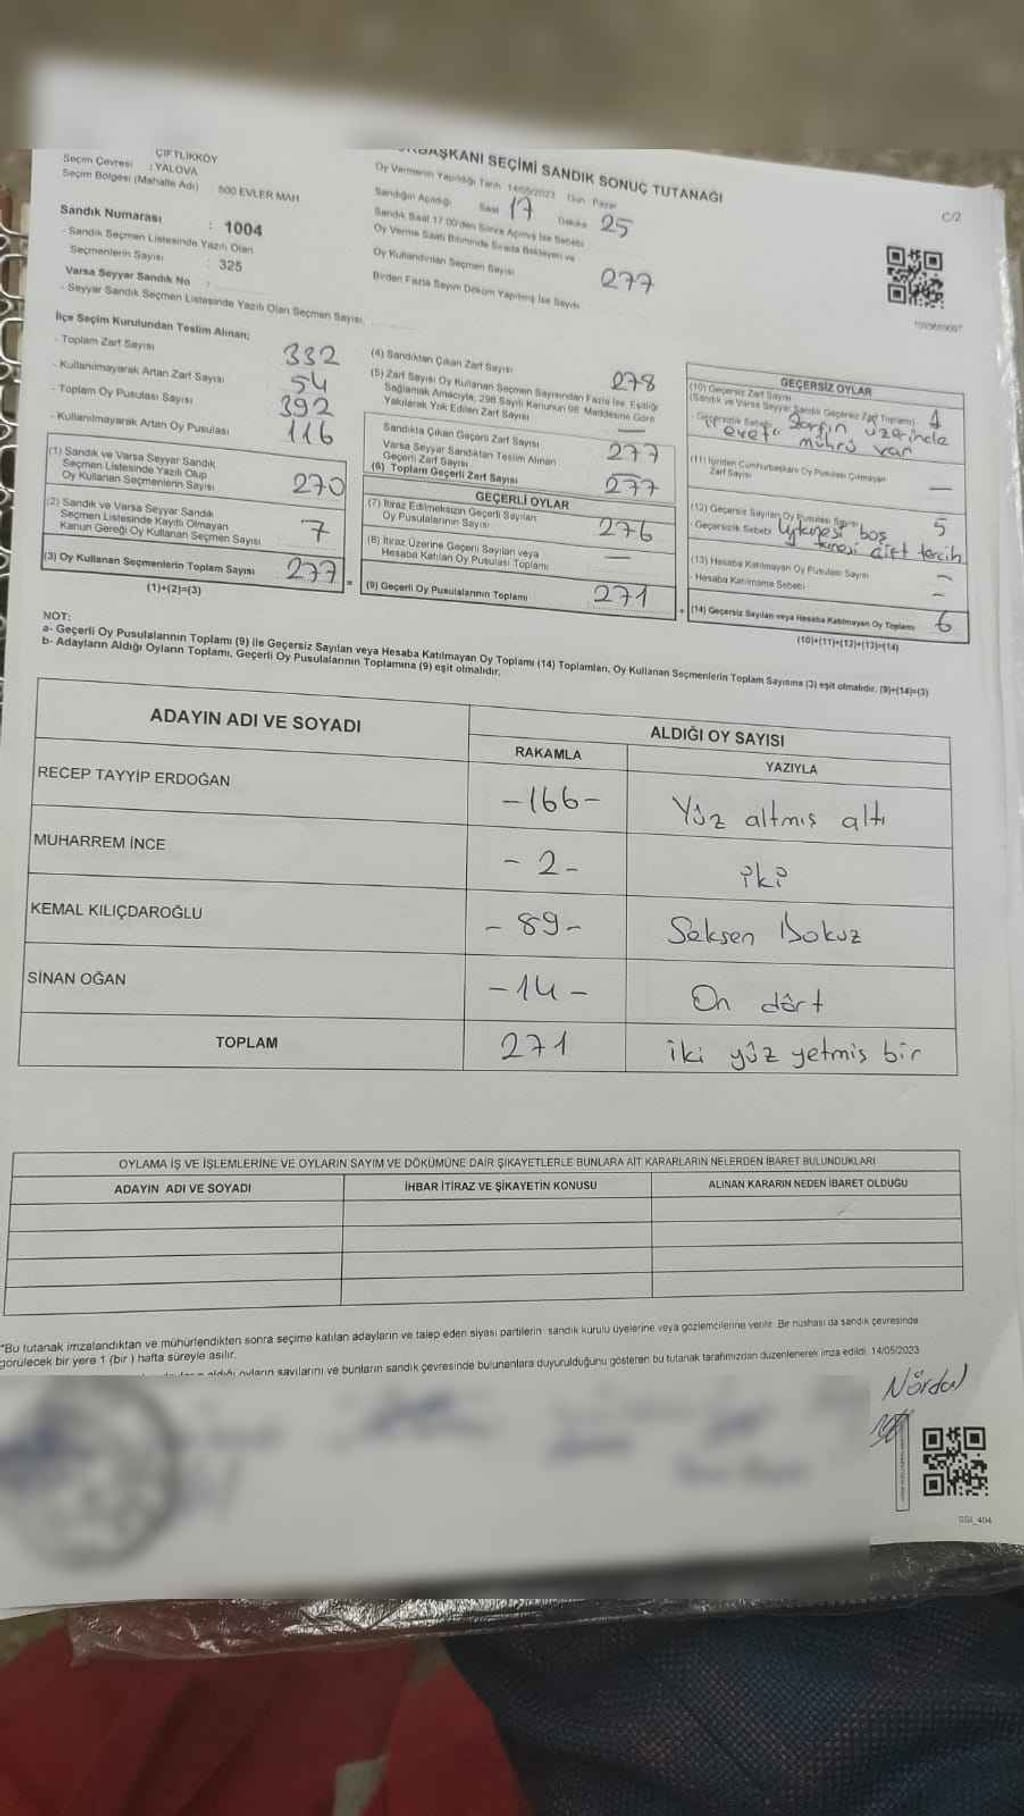 ÇİFTLİKKÖY
Seçim Çevresi : YALOVA
Seçim Bölgesi (Mahalle Adı) : 500 EVLER MAH
Sandık Numarası : 1004
- Sandık Seçmen Listesinde Yazılı Olan
Seçmenlerin Sayısı : 325
Varsa Seyyar Sandık No :
- Seyyar Sandık Seçmen Listesinde Yazılı Olan Seçmen Sayısı
BAŞKANI SEÇİMİ SANDIK SONUÇ TUTANAĞI
Oy Vermenin Yapıldığı Tarih 14/05/2023 Gün Pazar
Sandığın Açıldığı Saat 17 Dakika 25
Sandık Saat 17.00'den Sonra Açılmış İse Sebebi
Oy Verme Saati Bitiminde Sırada Bekleyen ve
Oy Kullandırılan Seçmen Sayısı 277
Birden Fazla Sayım Döküm Yapılmış İse Sayısı
C/2
İlçe Seçim Kurulundan Teslim Alınan;
- Toplam Zarf Sayısı 332
- Kullanılmayarak Artan Zarf Sayısı 54
- Toplam Oy Pusulası Sayısı 392
- Kullanılmayarak Artan Oy Pusulası 116
(1) Sandık ve Varsa Seyyar Sandık
Seçmen Listesinde Yazılı Olup
Oy Kullanan Seçmenlerin Sayısı 270
(2) Sandık ve Varsa Seyyar Sandık
Seçmen Listesinde Kayıtlı Olmayan
Kanun Gereği Oy Kullanan Seçmen Sayısı 7
(3) Oy Kullanan Seçmenlerin Toplam Sayısı 277
(1)+(2)=(3)
=
(4) Sandıktan Çıkan Zarf Sayısı 278
(5) Zarf Sayısı Oy Kullanan Seçmen Sayısından Fazla İse, Eşitliği
Sağlamak Amacıyla, 298 Sayılı Kanunun 98. Maddesine Göre
Yakılarak Yok Edilen Zarf Sayısı —
Sandıkta Çıkan Geçerli Zarf Sayısı 277
Varsa Seyyar Sandıktan Teslim Alınan
Geçerli Zarf Sayısı
(6) Toplam Geçerli Zarf Sayısı 277
GEÇERLİ OYLAR
(7) İtiraz Edilmeksizin Geçerli Sayılan
Oy Pusulalarının Sayısı 276
(8) İtiraz Üzerine Geçerli Sayılan veya
Hesaba Katılan Oy Pusulası Toplamı —
(9) Geçerli Oy Pusulalarının Toplamı 271
+
GEÇERSİZ OYLAR
(10) Geçersiz Zarf Sayısı
(Sandık ve Varsa Seyyar Sandık Geçersiz Zarf Toplamı) 1
- Geçersizlik Sebebi Zarfın üzerinde
"evet" mührü var
(11) İçinden Cumhurbaşkanı Oy Pusulası Çıkmayan
Zarf Sayısı —
(12) Geçersiz Sayılan Oy Pusulası Sayısı 5
- Geçersizlik Sebebi
boş
tanesi çift tercih
(13) Hesaba Katılmayan Oy Pusulası Sayısı —
- Hesaba Katılmama Sebebi —
(14) Geçersiz Sayılan veya Hesaba Katılmayan Oy Toplamı 6
(10)+(11)+(12)+(13)=(14)
NOT:
a- Geçerli Oy Pusulalarının Toplamı (9) ile Geçersiz Sayılan veya Hesaba Katılmayan Oy Toplamı (14) Toplamları, Oy Kullanan Seçmenlerin Toplam Sayısına (3) eşit olmalıdır. (9)+(14)=(3)
b- Adayların Aldığı Oyların Toplamı, Geçerli Oy Pusulalarının Toplamına (9) eşit olmalıdır.
ADAYIN ADI VE SOYADI
ALDIĞI OY SAYISI
RAKAMLA YAZIYLA
RECEP TAYYİP ERDOĞAN -166- Yüz altmış altı
MUHARREM İNCE - 2 - iki
KEMAL KILIÇDAROĞLU - 89 - Seksen Dokuz
SİNAN OĞAN - 14 - On dört
TOPLAM 271 iki yüz yetmiş bir
OYLAMA İŞ VE İŞLEMLERİNE VE OYLARIN SAYIM VE DÖKÜMÜNE DAİR ŞİKAYETLERLE BUNLARA AİT KARARLARIN NELERDEN İBARET BULUNDUKLARI
ADAYIN ADI VE SOYADI İHBAR İTİRAZ VE ŞİKAYETİN KONUSU ALINAN KARARIN NEDEN İBARET OLDUĞU
*Bu tutanak imzalandıktan ve mühürlendikten sonra seçime katılan adayların ve talep eden siyasi partilerin sandık kurulu üyelerine veya gözlemcilerine verilir. Bir nüshası da sandık çevresinde
görülecek bir yere 1 (bir) hafta süreyle asılır.
aldığı oyların sayılarını ve bunların sandık çevresinde bulunanlara duyurulduğunu gösteren bu tutanak tarafımızdan düzenlenerek imza edildi. 14/05/2023